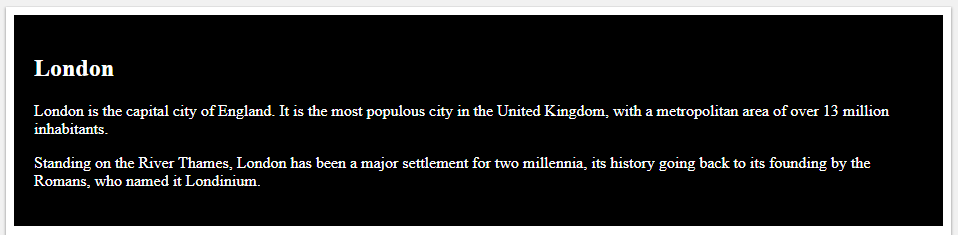 London
London is the capital city of England. It is the most populous city in the United Kingdom, with a metropolitan area of over 13 million
inhabitants.
Standing on the River Thames, London has been a major settlement for two millennia, its history going back to its founding by the
Romans, who named it Londinium.